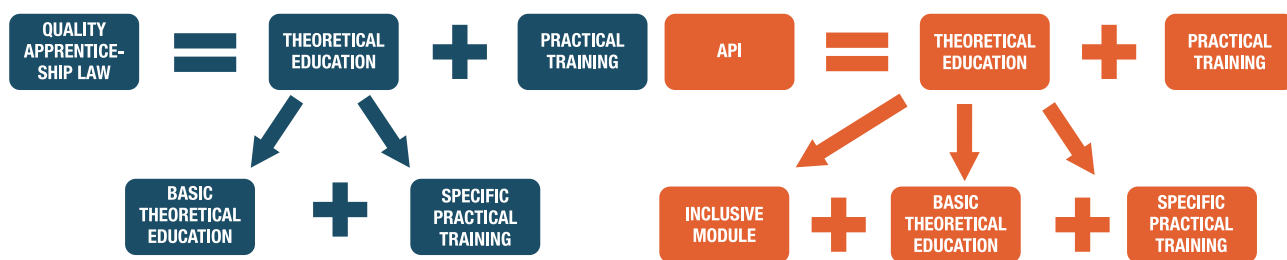 QUALITY
APPRENTICE-
SHIP LAW
=
THEORETICAL
EDUCATION
+
PRACTICAL
TRAINING
BASIC
THEORETICAL
EDUCATION
+
SPECIFIC
PRACTICAL
TRAINING
API
=
THEORETICAL
EDUCATION
+
PRACTICAL
TRAINING
INCLUSIVE
MODULE
+
BASIC
THEORETICAL
EDUCATION
+
SPECIFIC
PRACTICAL
TRAINING